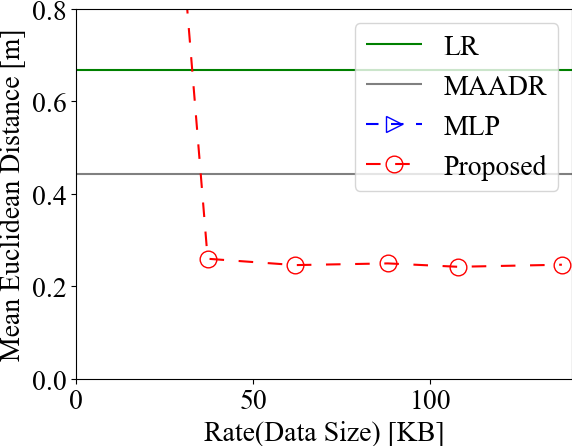 Mean Euclidean Distance [m]
0.8
0.6
0.4
0.2
0.0
0
50
100
Rate(Data Size) [KB]
LR
MAADR
MLP
Proposed